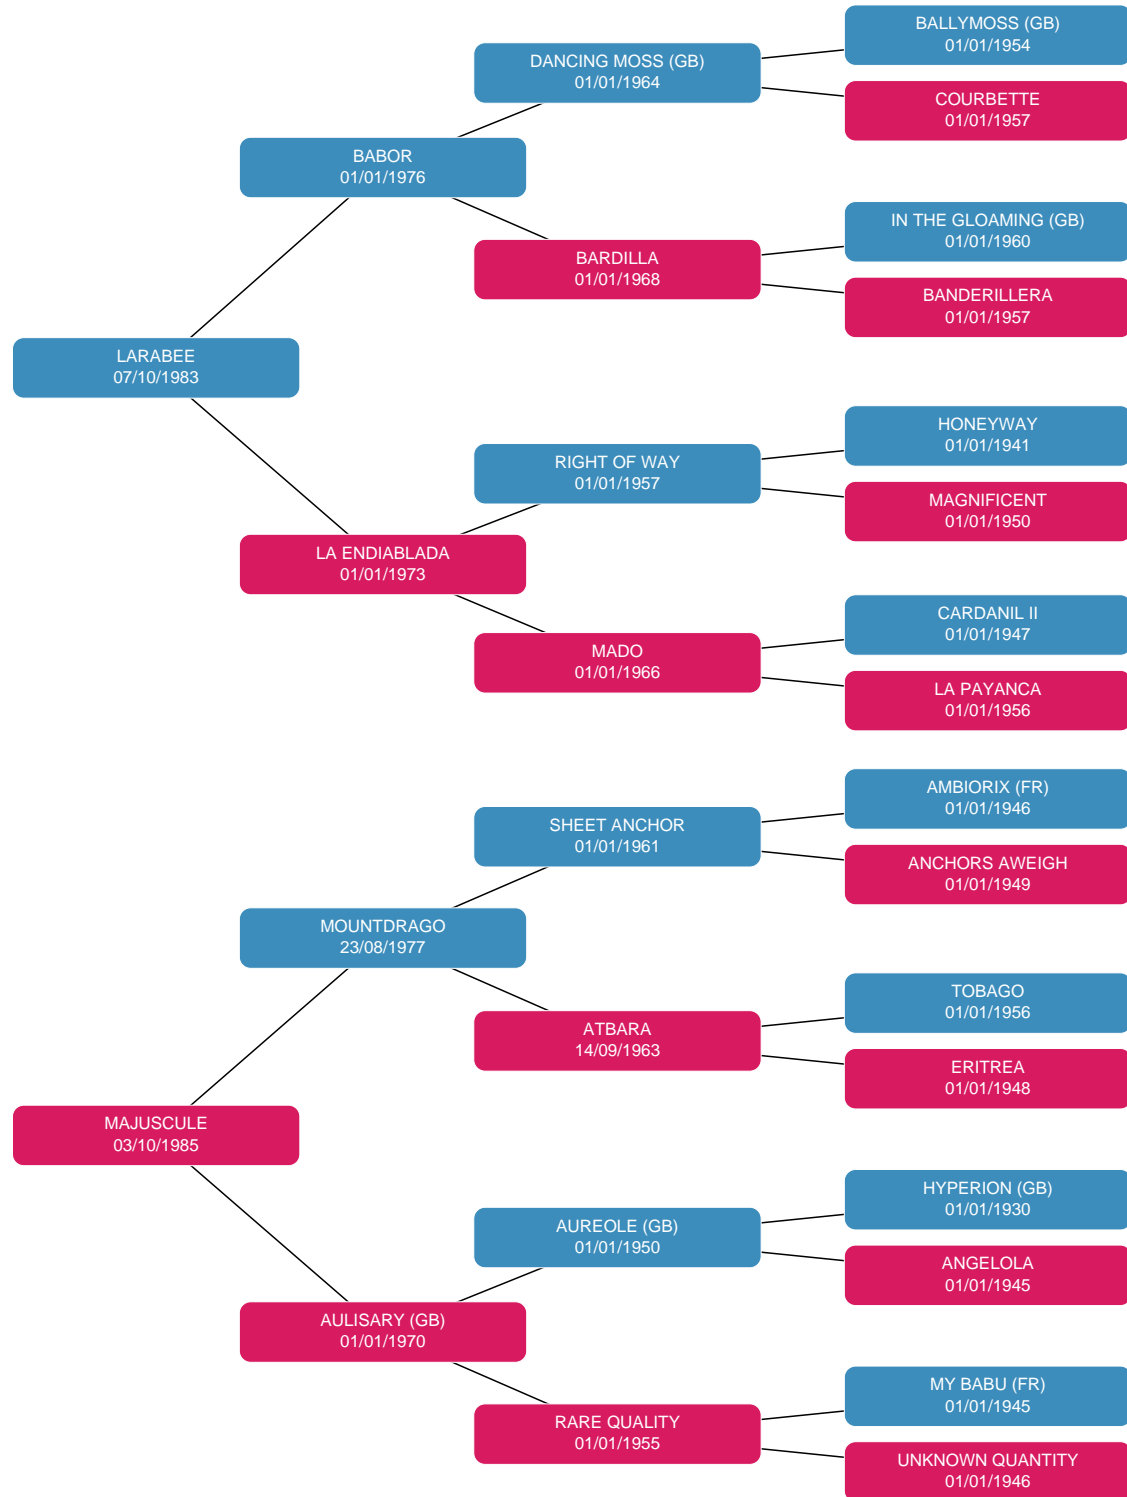 BALLYMOSS (GB)
01/01/1954
DANCING MOSS (GB)
01/01/1964
COURBETTE
01/01/1957
BABOR
01/01/1976
IN THE GLOAMING (GB)
01/01/1960
BARDILLA
01/01/1968
BANDERILLERA
01/01/1957
LARABEE
07/10/1983
HONEYWAY
01/01/1941
RIGHT OF WAY
01/01/1957
MAGNIFICENT
01/01/1950
LA ENDIABLADA
01/01/1973
CARDANIL II
01/01/1947
MADO
01/01/1966
LA PAYANCA
01/01/1956
AMBIORIX (FR)
01/01/1946
SHEET ANCHOR
01/01/1961
ANCHORS AWEIGH
01/01/1949
MOUNTDRAGO
23/08/1977
TOBAGO
01/01/1956
ATBARA
14/09/1963
ERITREA
01/01/1948
MAJUSCULE
03/10/1985
HYPERION (GB)
01/01/1930
AUREOLE (GB)
01/01/1950
ANGELOLA
01/01/1945
AULISARY (GB)
01/01/1970
MY BABU (FR)
01/01/1945
RARE QUALITY
01/01/1955
UNKNOWN QUANTITY
01/01/1946